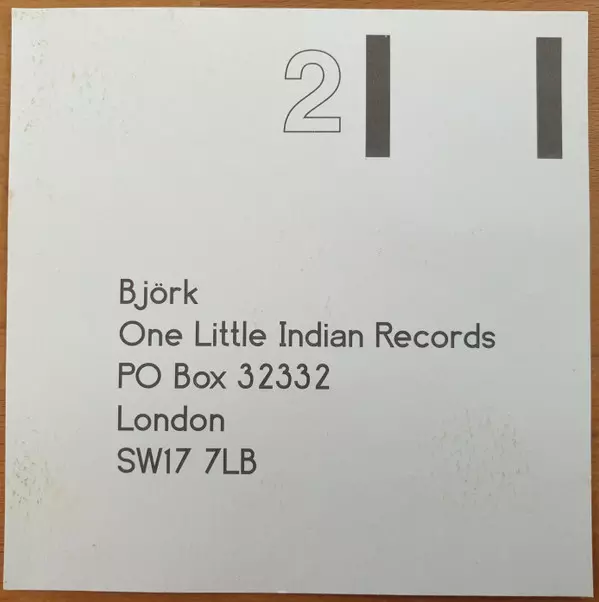 2
Björk
One Little Indian Records
PO Box 32332
London
SW17 7LB